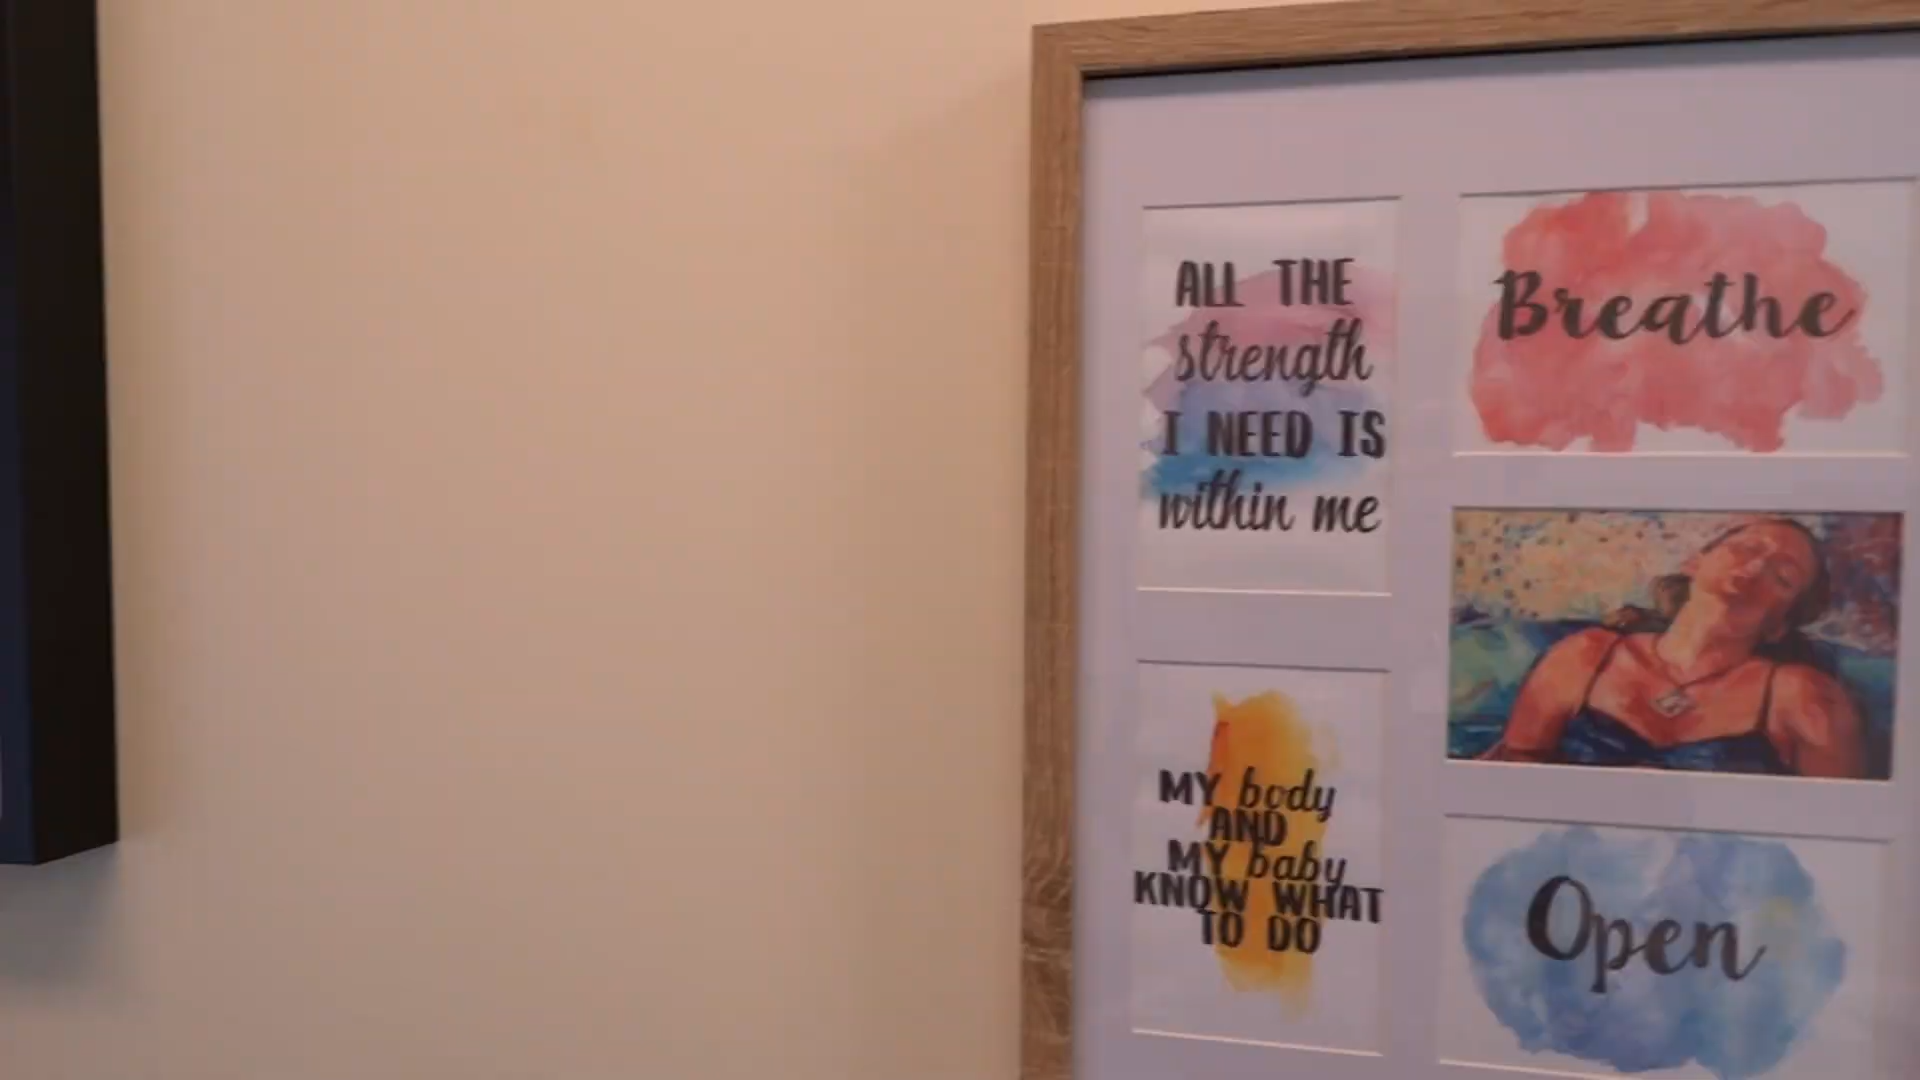 ALL THE
strength
I NEED IS
within me
MY body
AND
MY baby
KNOW WHAT
TO DO
Breathe
Open